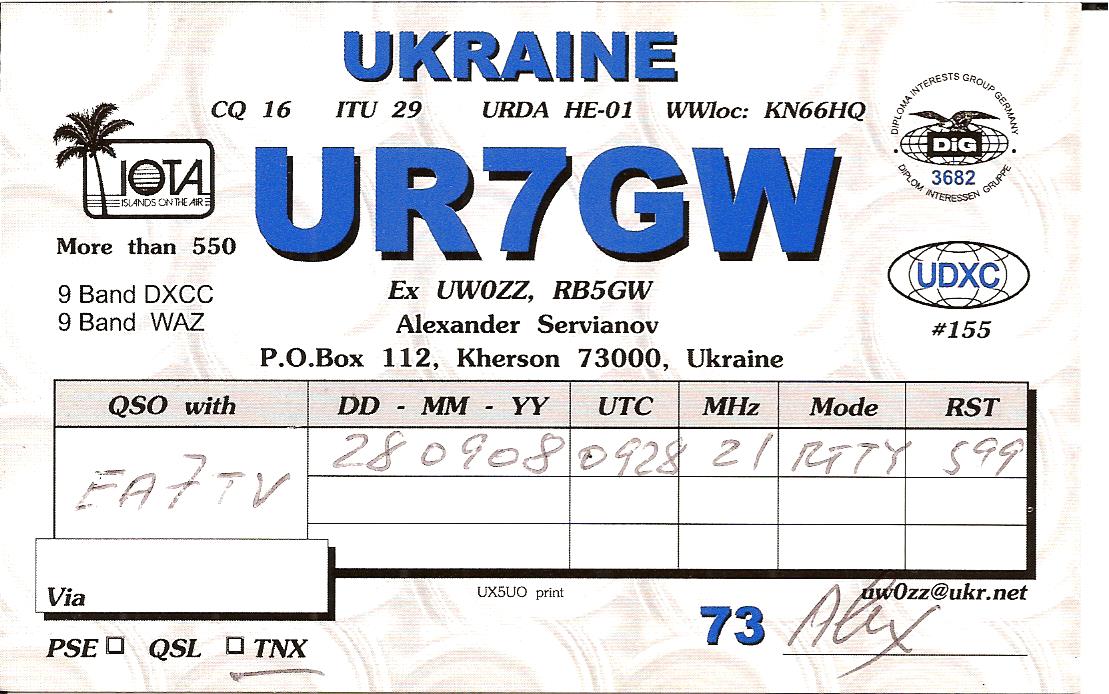 UKRAINE
CQ 16 ITU 29 URDA HE-01 WWloc: KN66HQ
IOTA
ISLANDS ON THE AIR
UR7GW
DIPLOMA INTERESTS GROUP GERMANY
DiG
3682
DIPLOM INTERESSEN GRUPPE
More than 550
9 Band DXCC
9 Band WAZ
Ex UW0ZZ, RB5GW
Alexander Servianov
P.O.Box 112, Kherson 73000, Ukraine
UDXC
#155
QSO with DD - MM - YY UTC MHz Mode RST
EA7TV 280908 0928 21 RTTY 599
Via
UX5UO print
uw0zz@ukr.net
73 Alex
PSE QSL TNX